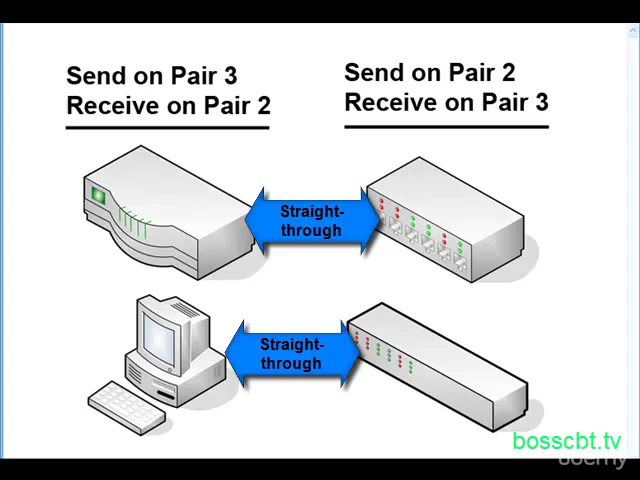 Send on Pair 3
Receive on Pair 2
Send on Pair 2
Receive on Pair 3
Straight-
through
Straight-
through
bosscbt.tv
udemy